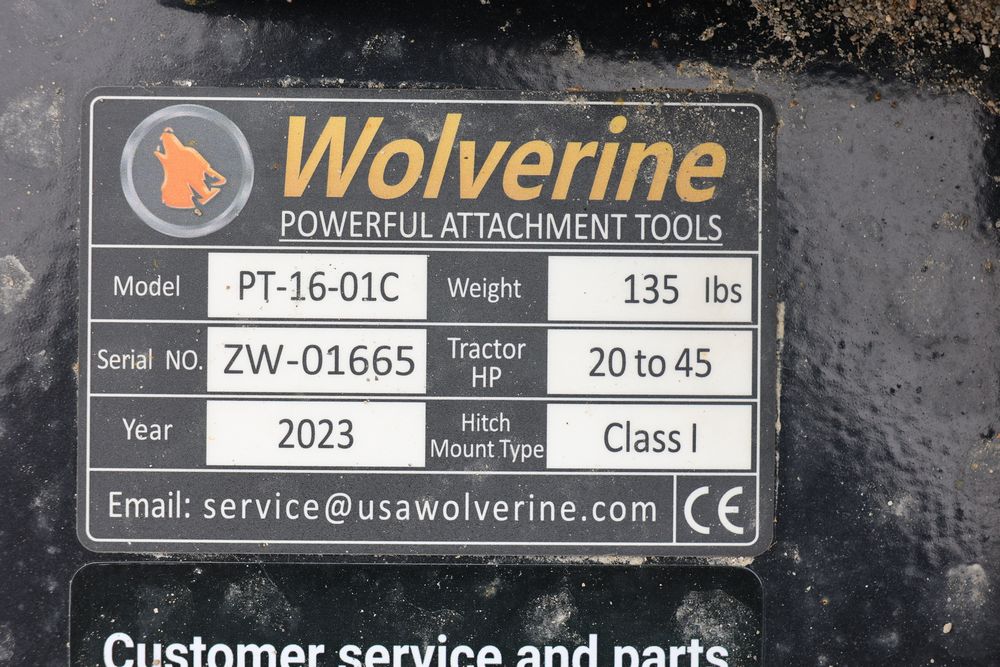 Wolverine
POWERFUL ATTACHMENT TOOLS
Model PT-16-01C Weight 135 lbs
Serial NO. ZW-01665 Tractor HP 20 to 45
Year 2023 Hitch Mount Type Class I
Email: service@usawolverine.com CE
Customer service and parts